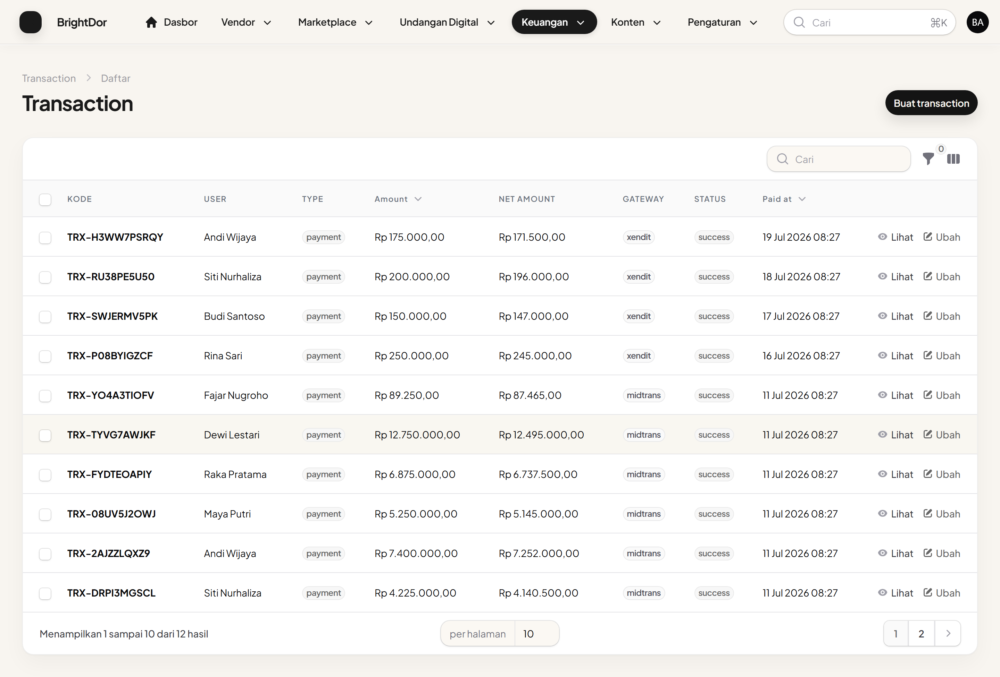 BrightDor Dasbor Vendor Marketplace Undangan Digital Keuangan Konten Pengaturan Cari ⌘K BA
Transaction > Daftar
Transaction
Buat transaction
Cari 0
KODE USER TYPE Amount NET AMOUNT GATEWAY STATUS Paid at
TRX-H3WW7PSRQY Andi Wijaya payment Rp 175.000,00 Rp 171.500,00 xendit success 19 Jul 2026 08:27 Lihat Ubah
TRX-RU38PE5U50 Siti Nurhaliza payment Rp 200.000,00 Rp 196.000,00 xendit success 18 Jul 2026 08:27 Lihat Ubah
TRX-SWJERMV5PK Budi Santoso payment Rp 150.000,00 Rp 147.000,00 xendit success 17 Jul 2026 08:27 Lihat Ubah
TRX-P08BYIGZCF Rina Sari payment Rp 250.000,00 Rp 245.000,00 xendit success 16 Jul 2026 08:27 Lihat Ubah
TRX-YO4A3TIOFV Fajar Nugroho payment Rp 89.250,00 Rp 87.465,00 midtrans success 11 Jul 2026 08:27 Lihat Ubah
TRX-TYVG7AWJKF Dewi Lestari payment Rp 12.750.000,00 Rp 12.495.000,00 midtrans success 11 Jul 2026 08:27 Lihat Ubah
TRX-FYDTEOAPIY Raka Pratama payment Rp 6.875.000,00 Rp 6.737.500,00 midtrans success 11 Jul 2026 08:27 Lihat Ubah
TRX-08UV5J2OWJ Maya Putri payment Rp 5.250.000,00 Rp 5.145.000,00 midtrans success 11 Jul 2026 08:27 Lihat Ubah
TRX-2AJZZLQXZ9 Andi Wijaya payment Rp 7.400.000,00 Rp 7.252.000,00 midtrans success 11 Jul 2026 08:27 Lihat Ubah
TRX-DRPI3MGSCL Siti Nurhaliza payment Rp 4.225.000,00 Rp 4.140.500,00 midtrans success 11 Jul 2026 08:27 Lihat Ubah
Menampilkan 1 sampai 10 dari 12 hasil per halaman 10 1 2